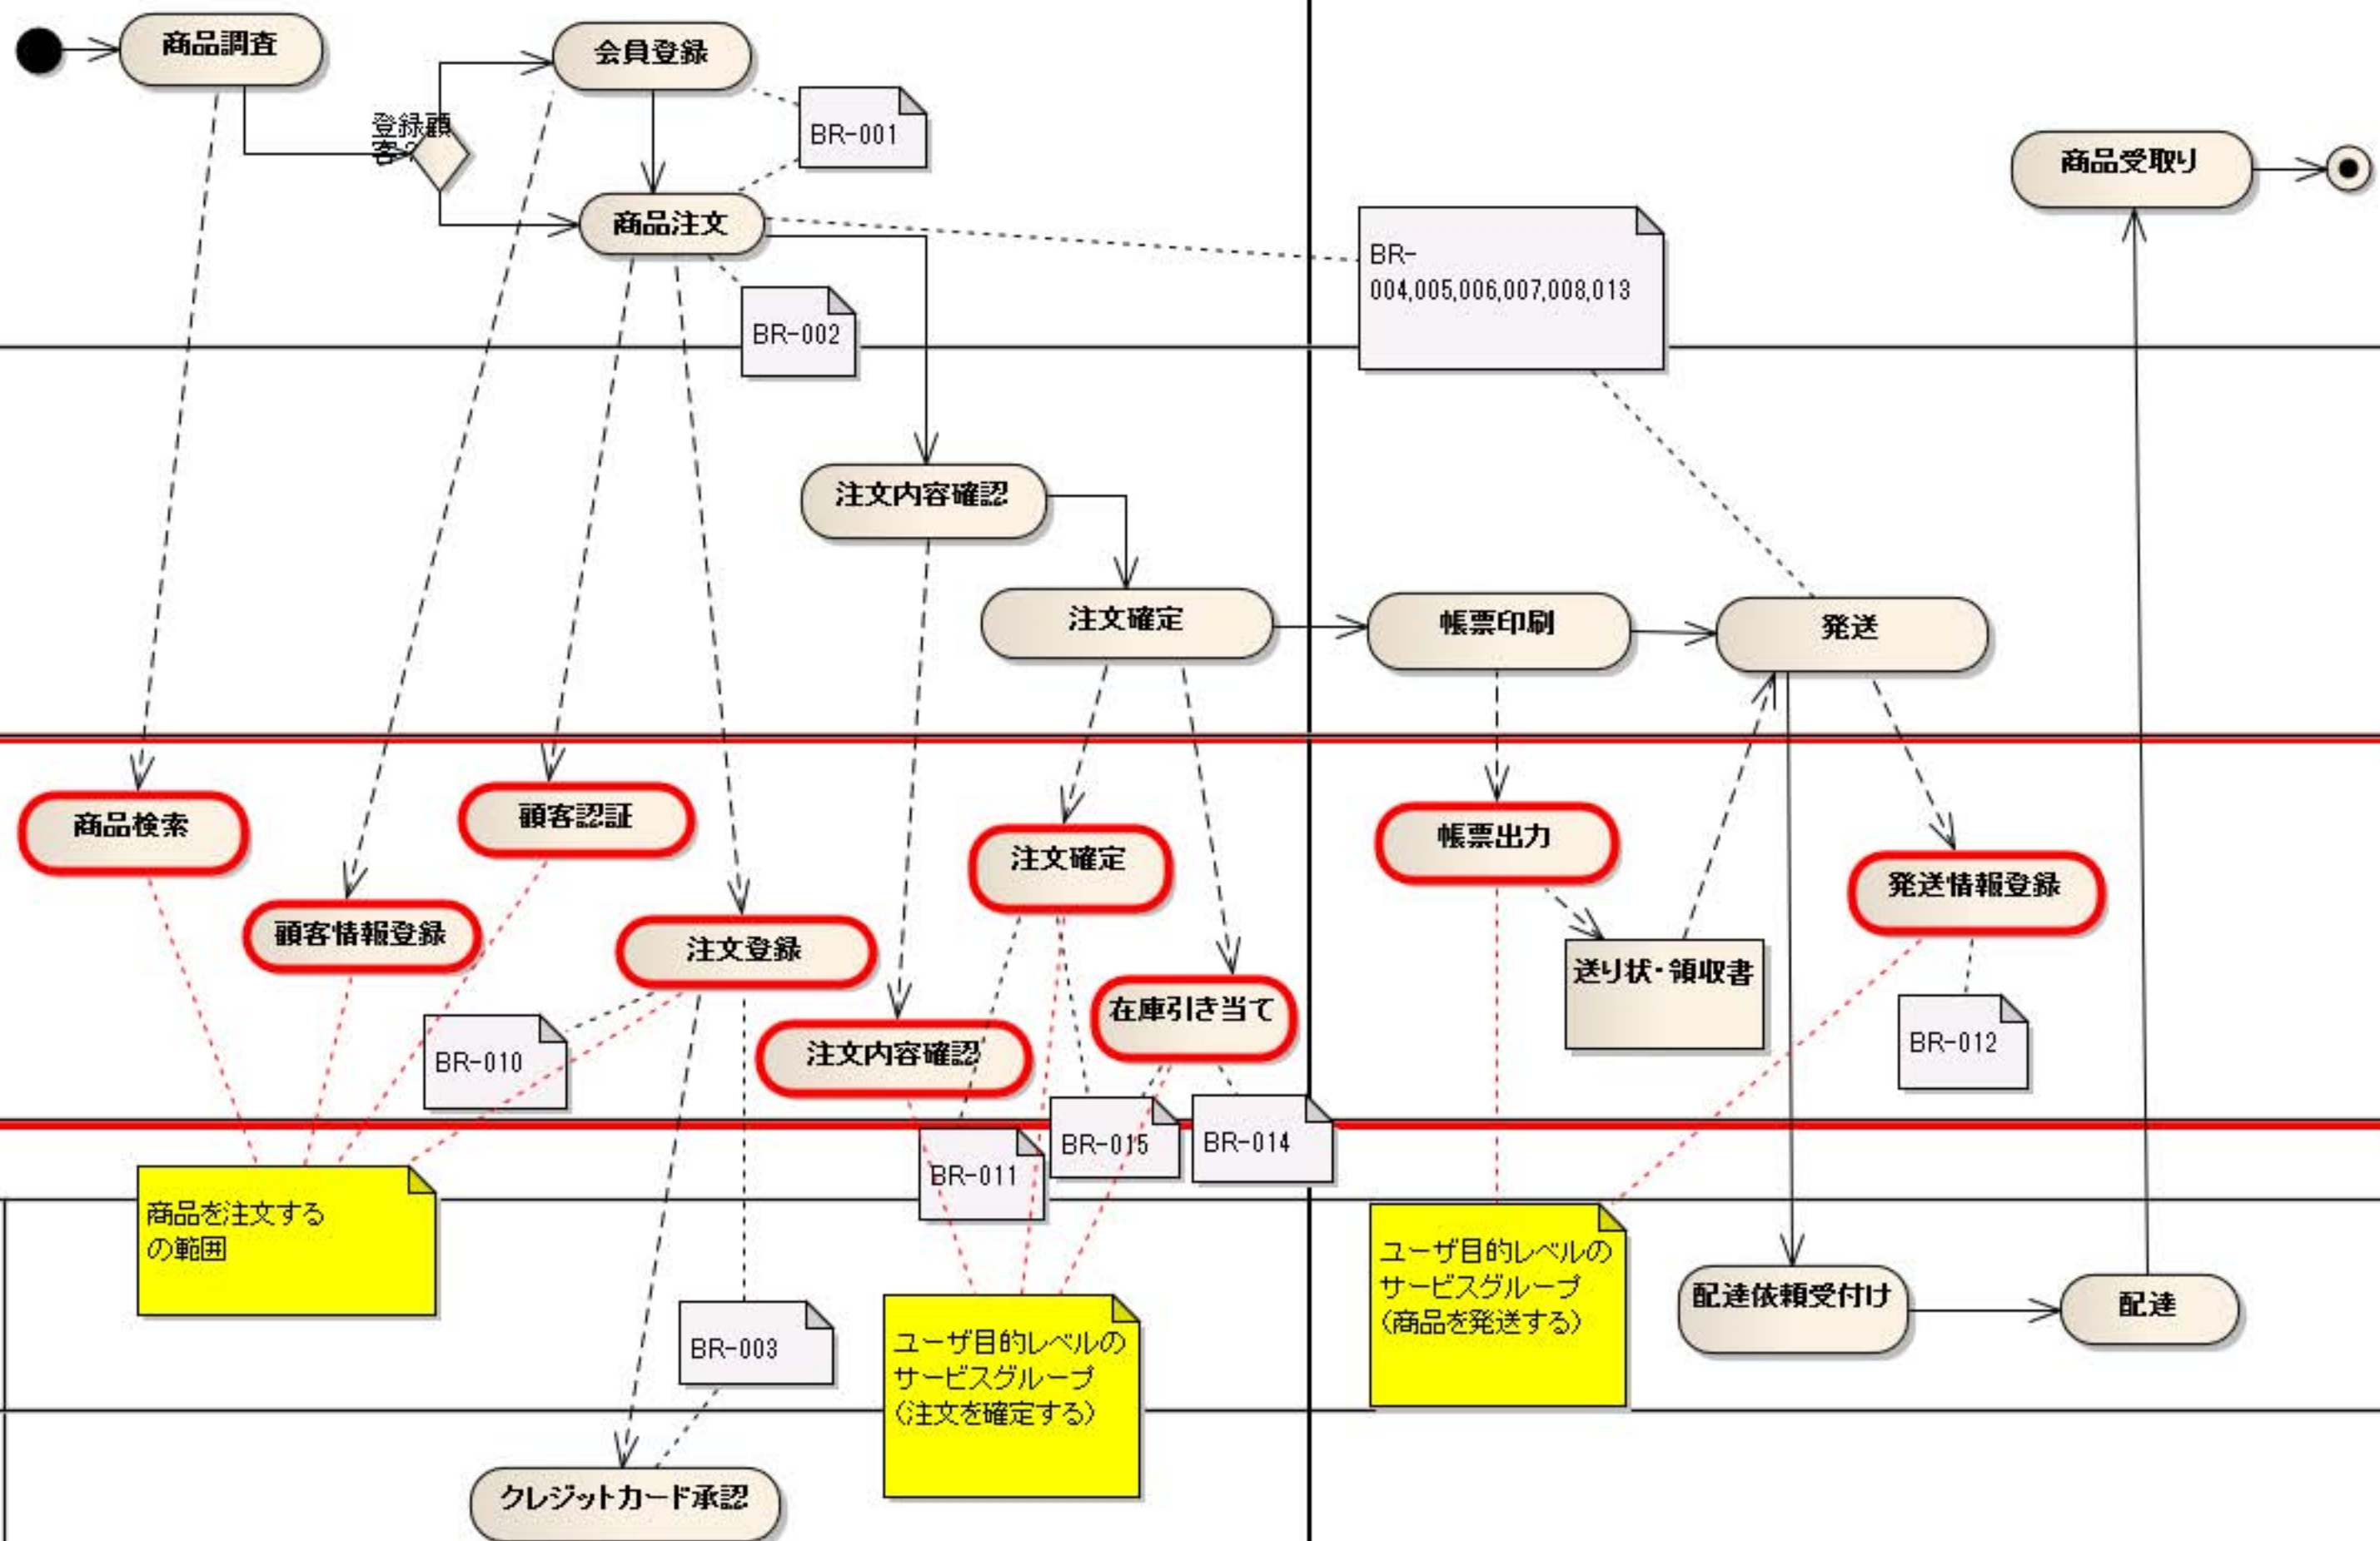 商品調査
会員登録
登録顧
客?
BR-001
商品受取り
商品注文
BR-
004,005,006,007,008,013
BR-002
注文内容確認
注文確定
帳票印刷
発送
商品検索
顧客認証
注文確定
帳票出力
顧客情報登録
注文登録
発送情報登録
送り状・領収書
在庫引き当て
注文内容確認
BR-010
BR-012
BR-015
BR-014
BR-011
商品を注文する
の範囲
ユーザ目的レベルの
サービスグループ
(商品を発送する)
配達依頼受付け
配達
BR-003
ユーザ目的レベルの
サービスグループ
(注文を確定する)
クレジットカード承認